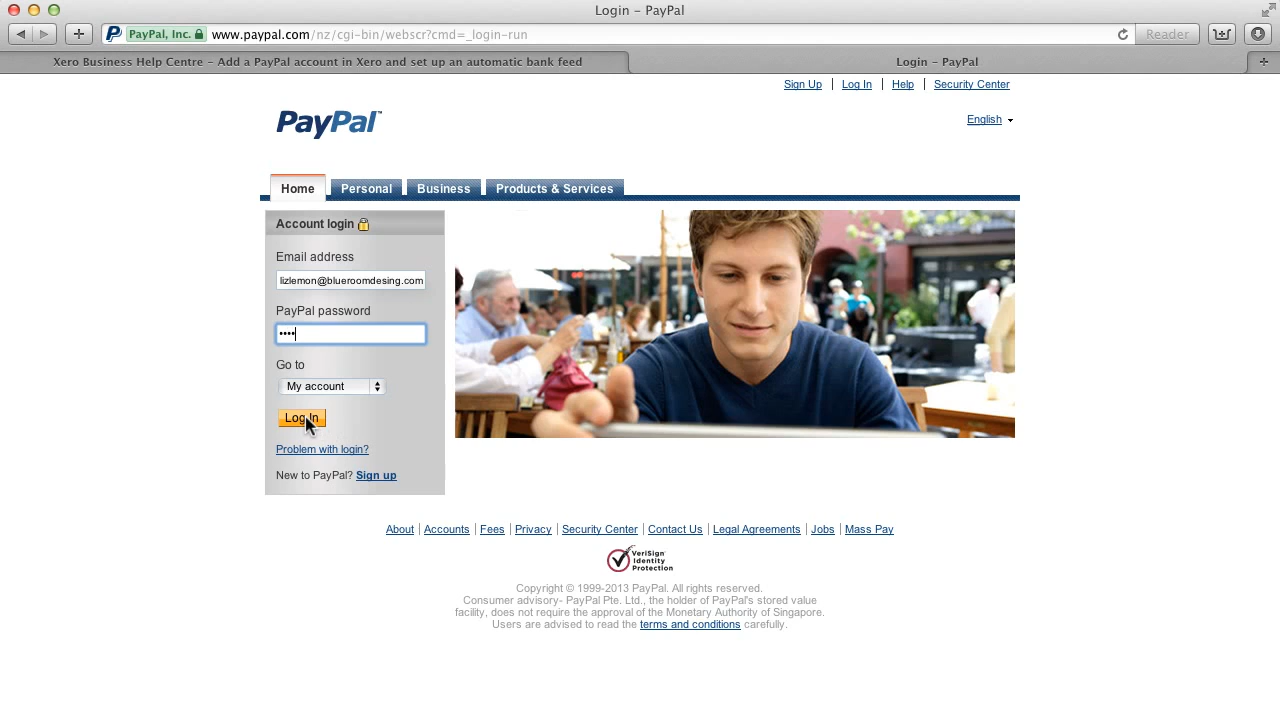 Login – PayPal
PayPal, Inc. www.paypal.com/nz/cgi-bin/webscr?cmd=_login-run Reader
Xero Business Help Centre – Add a PayPal account in Xero and set up an automatic bank feed
Login – PayPal
Sign Up Log In Help Security Center
PayPal™
English
Home Personal Business Products & Services
Account login
Email address
lizlemon@blueroomdesing.com
PayPal password
••••
Go to
My account
Log In
Problem with login?
New to PayPal? Sign up
About Accounts Fees Privacy Security Center Contact Us Legal Agreements Jobs Mass Pay
VeriSign
Identity
Protection
Copyright © 1999-2013 PayPal. All rights reserved.
Consumer advisory- PayPal Pte. Ltd., the holder of PayPal's stored value
facility, does not require the approval of the Monetary Authority of Singapore.
Users are advised to read the terms and conditions carefully.